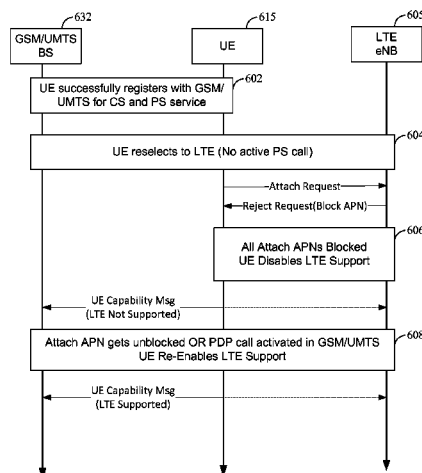 632
615
605
GSM/UMTS
BS
UE
LTE
eNB
602
UE successfully registers with GSM/
UMTS for CS and PS service
604
UE reselects to LTE (No active PS call)
Attach Request
Reject Request(Block APN)
606
All Attach APNs Blocked
UE Disables LTE Support
UE Capability Msg
(LTE Not Supported)
608
Attach APN gets unblocked OR PDP call activated in GSM/UMTS
UE Re-Enables LTE Support
UE Capability Msg
(LTE Supported)